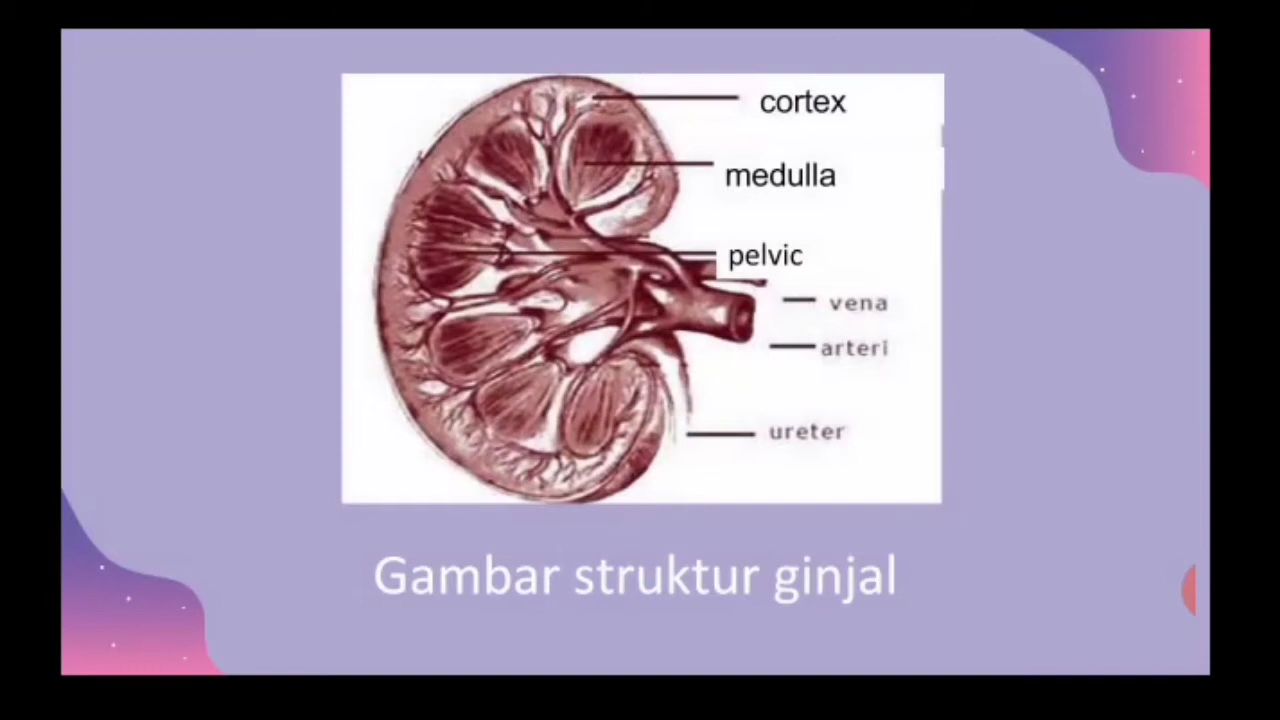 cortex
medulla
pelvic
vena
arteri
ureter
Gambar struktur ginjal